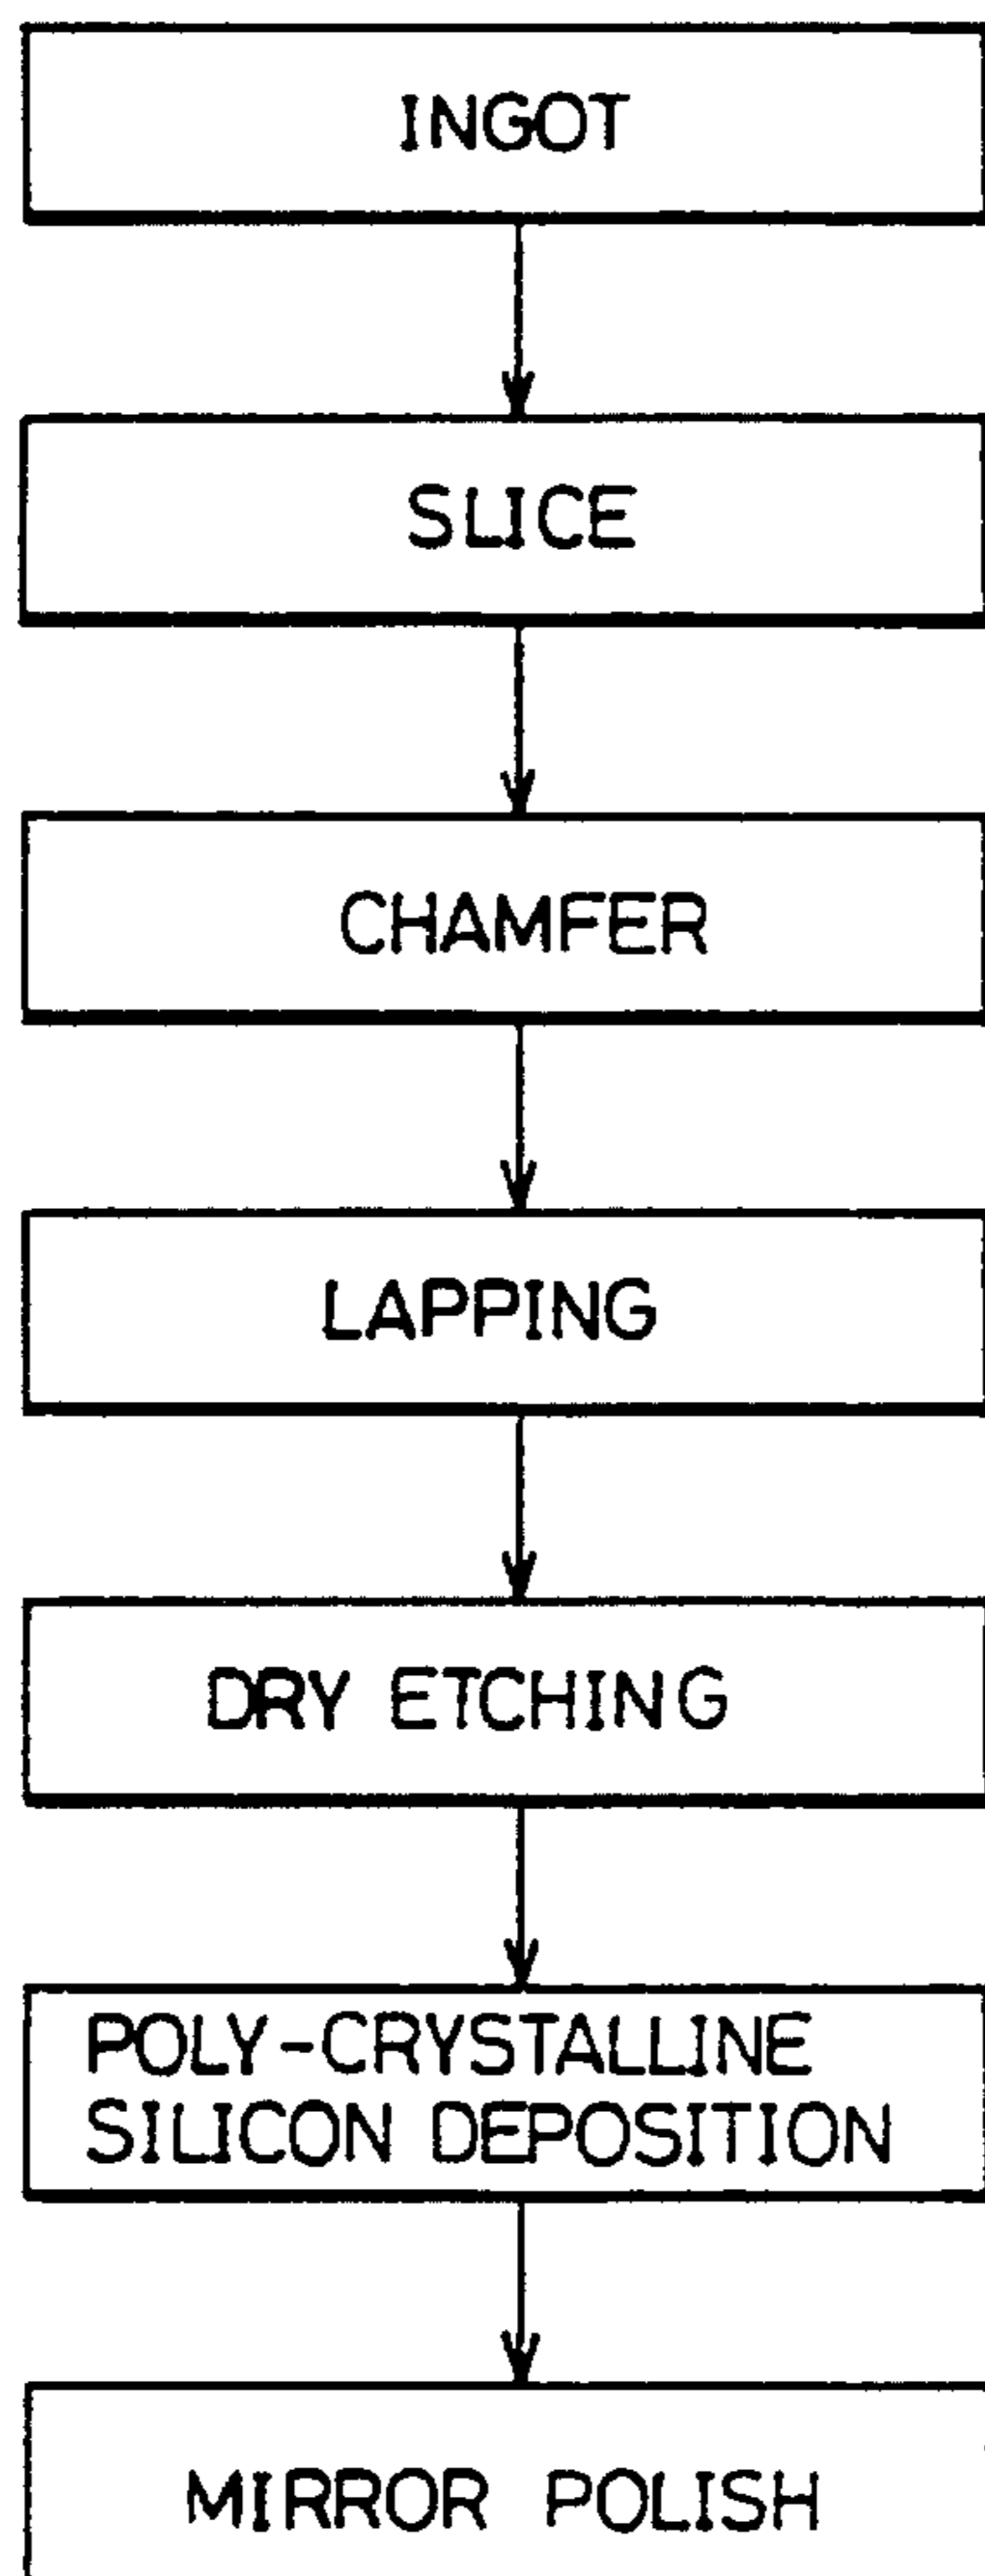 INGOT
SLICE
CHAMFER
LAPPING
DRY ETCHING
POLY-CRYSTALLINE
SILICON DEPOSITION
MIRROR POLISH